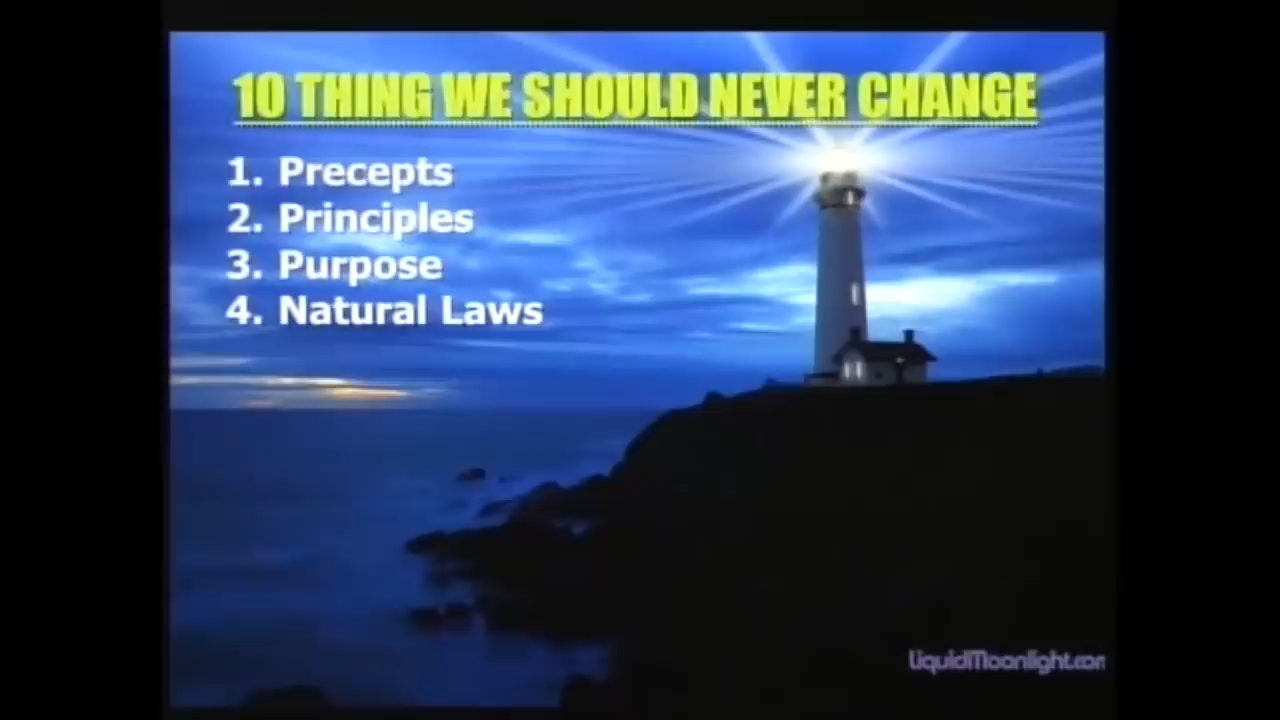 10 THING WE SHOULD NEVER CHANGE
1. Precepts
2. Principles
3. Purpose
4. Natural Laws
LiquidMoonlight.com